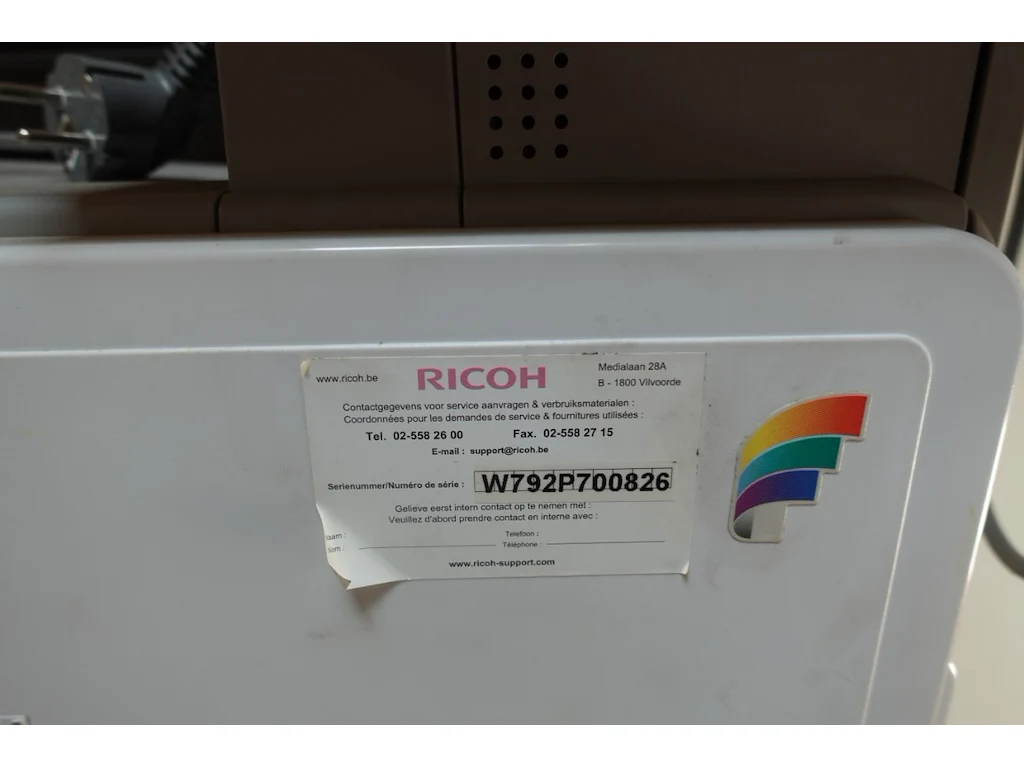 www.ricoh.be
RICOH
Medialaan 28A
B - 1800 Vilvoorde
Contactgegevens voor service aanvragen & verbruiksmaterialen :
Coordonnées pour les demandes de service & fournitures utilisées :
Tel. 02-558 26 00 Fax. 02-558 27 15
E-mail : support@ricoh.be
Serienummer/Numéro de série : W792P700826
Gelieve eerst intern contact op te nemen met :
Veuillez d'abord prendre contact en interne avec :
Telefoon :
Téléphone :
www.ricoh-support.com